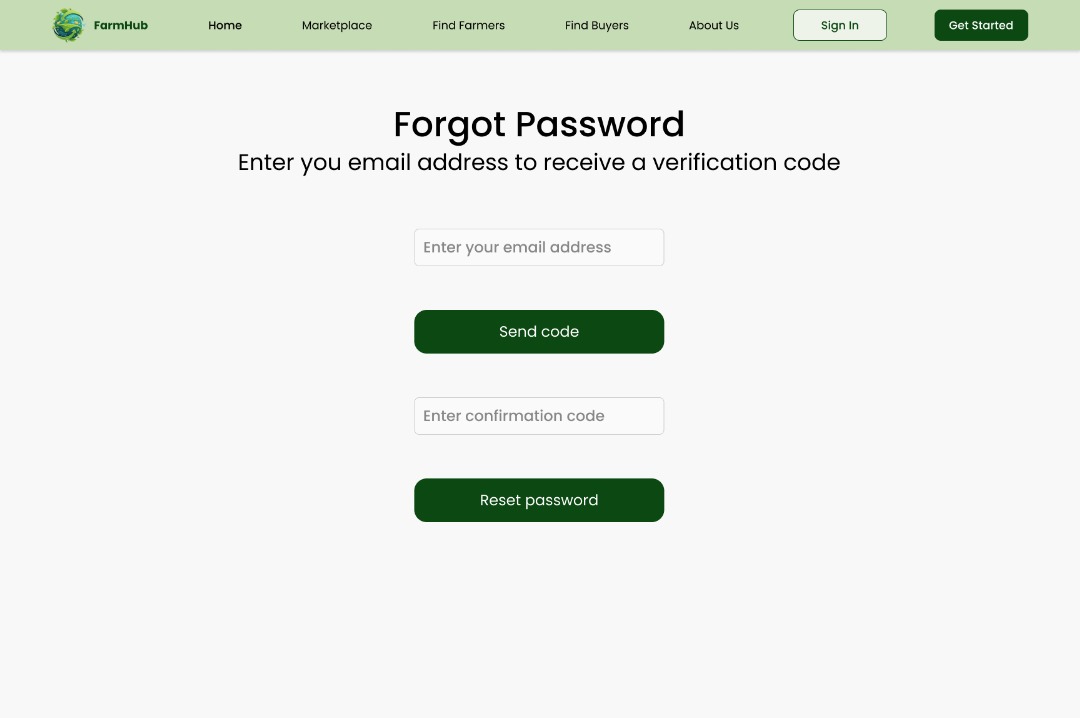 FarmHub Home Marketplace Find Farmers Find Buyers About Us Sign In Get Started
Forgot Password
Enter you email address to receive a verification code
Enter your email address
Send code
Enter confirmation code
Reset password